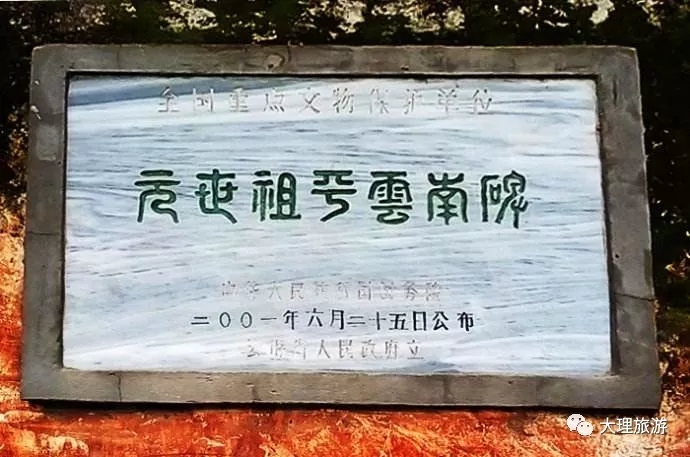 全国重点文物保护单位
元世祖平雲南碑
中华人民共和国国务院
二〇〇一年六月二十五日公布
云南省人民政府立
大理旅游